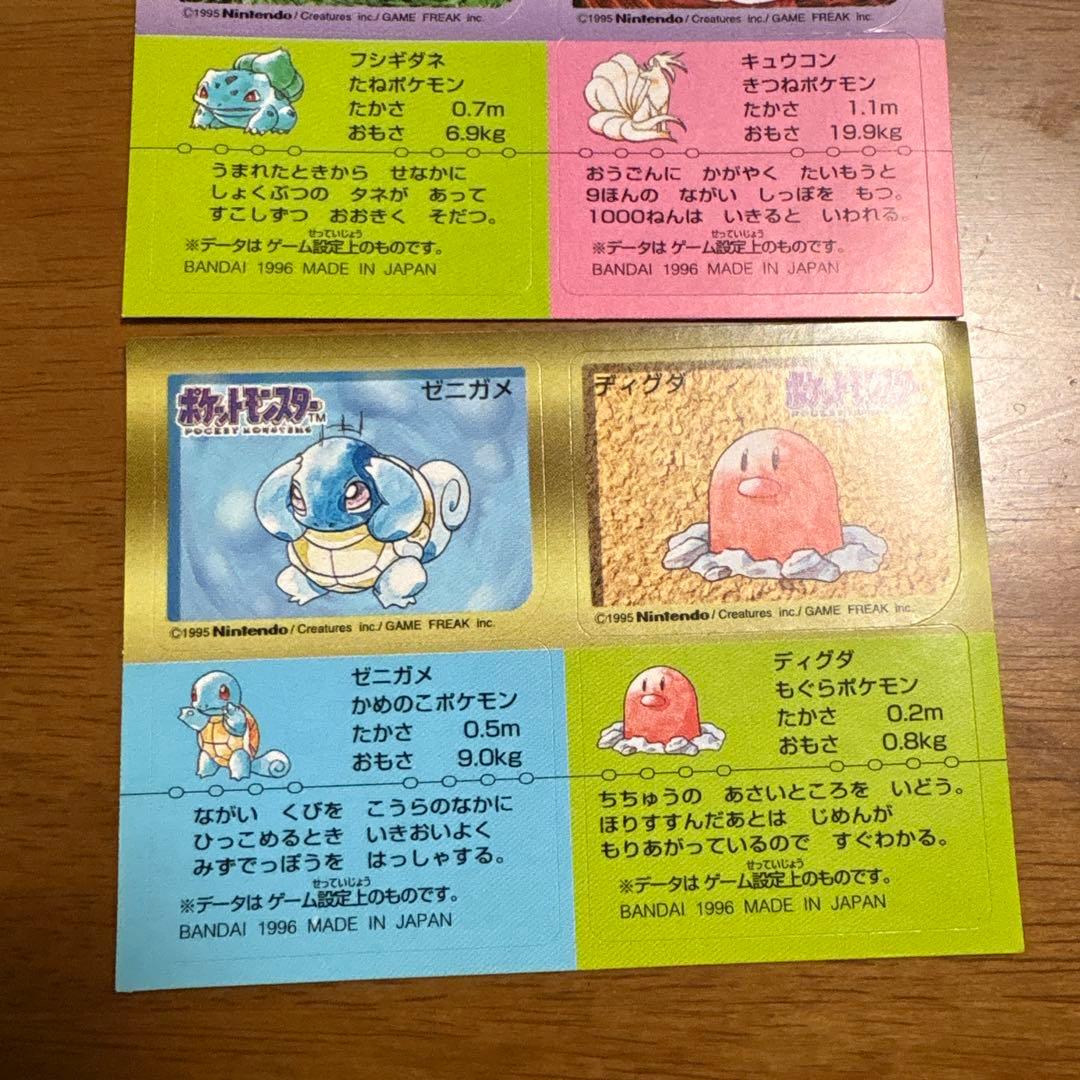 ©1995 Nintendo/Creatures inc./GAME FREAK inc.
©1995 Nintendo/Creatures inc./GAME FREAK inc.
フシギダネ
たねポケモン
たかさ 0.7m
おもさ 6.9kg
うまれたときから せなかに
しょくぶつの タネが あって
すこしずつ おおきく そだつ。
せっていじょう
※データは ゲーム設定上のものです。
BANDAI 1996 MADE IN JAPAN
キュウコン
きつねポケモン
たかさ 1.1m
おもさ 19.9kg
おうごんに かがやく たいもうと
9ほんの ながい しっぽを もつ。
1000ねんは いきると いわれる。
せっていじょう
※データは ゲーム設定上のものです。
BANDAI 1996 MADE IN JAPAN
ポケットモンスター™
POCKET MONSTERS
ゼニガメ
©1995 Nintendo/Creatures inc./GAME FREAK inc.
ディグダ
ポケットモンスター
POCKET MONSTERS
©1995 Nintendo/Creatures inc./GAME FREAK inc.
ゼニガメ
かめのこポケモン
たかさ 0.5m
おもさ 9.0kg
ながい くびを こうらのなかに
ひっこめるとき いきおいよく
みずでっぽうを はっしゃする。
せっていじょう
※データは ゲーム設定上のものです。
BANDAI 1996 MADE IN JAPAN
ディグダ
もぐらポケモン
たかさ 0.2m
おもさ 0.8kg
ちちゅうの あさいところを いどう。
ほりすすんだあとは じめんが
もりあがっているので すぐわかる。
せっていじょう
※データは ゲーム設定上のものです。
BANDAI 1996 MADE IN JAPAN